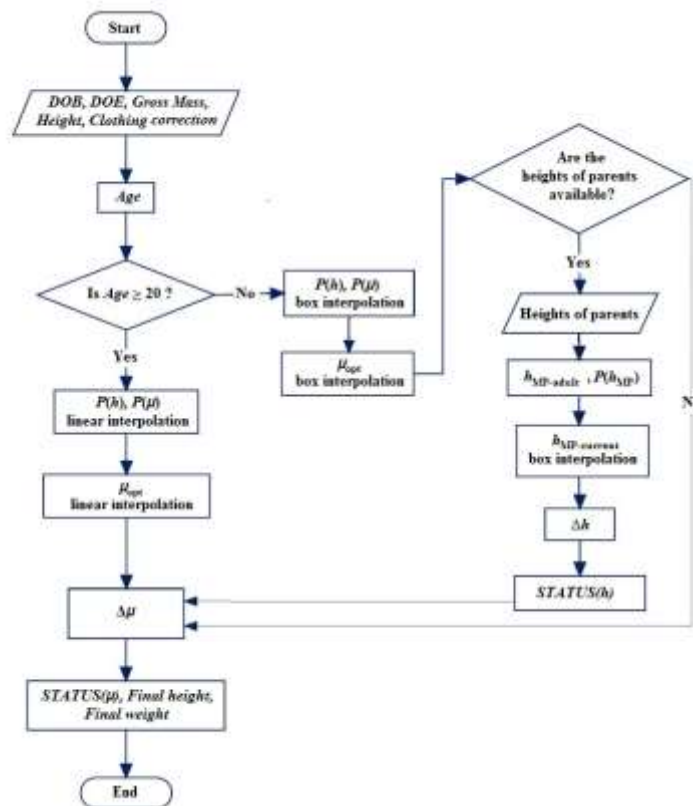 Start
DOB, DOE, Gross Mass,
Height, Clothing correction
Age
Is Age ≥ 20 ?
No
Yes
P(h), P(μ)
linear interpolation
μopt
linear interpolation
P(h), P(μ)
box interpolation
μopt
box interpolation
Are the
heights of parents
available?
Yes
N
Heights of parents
hMP-adult , P(hMP)
hMP-current
box interpolation
Δh
STATUS(h)
Δμ
STATUS(μ), Final height,
Final weight
End